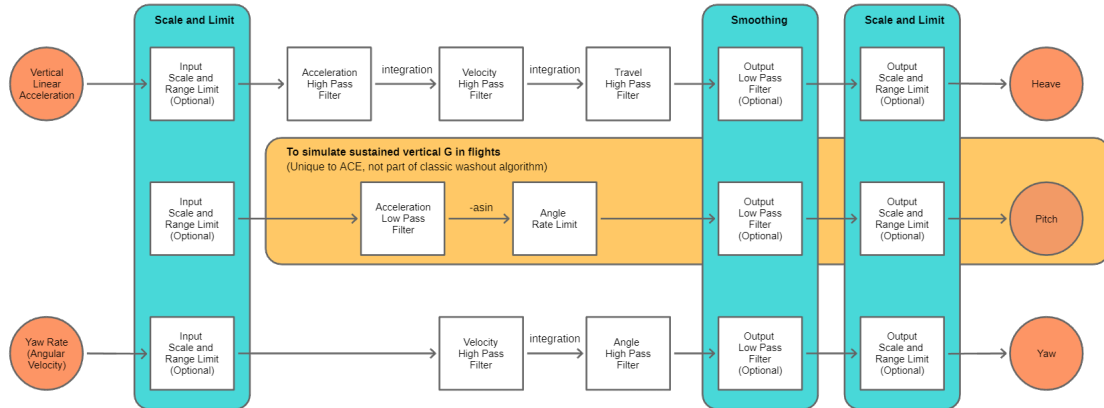 Scale and Limit
Smoothing
Scale and Limit
Vertical
Linear
Acceleration
Input
Scale and
Range Limit
(Optional)
Acceleration
High Pass
Filter
integration
Velocity
High Pass
Filter
integration
Travel
High Pass
Filter
Output
Low Pass
Filter
(Optional)
Output
Scale and
Range Limit
(Optional)
Heave
To simulate sustained vertical G in flights
(Unique to ACE, not part of classic washout algorithm)
Input
Scale and
Range Limit
(Optional)
Acceleration
Low Pass
Filter
-asin
Angle
Rate Limit
Output
Low Pass
Filter
(Optional)
Output
Scale and
Range Limit
(Optional)
Pitch
Yaw Rate
(Angular
Velocity)
Input
Scale and
Range Limit
(Optional)
Velocity
High Pass
Filter
integration
Angle
High Pass
Filter
Output
Low Pass
Filter
(Optional)
Output
Scale and
Range Limit
(Optional)
Yaw